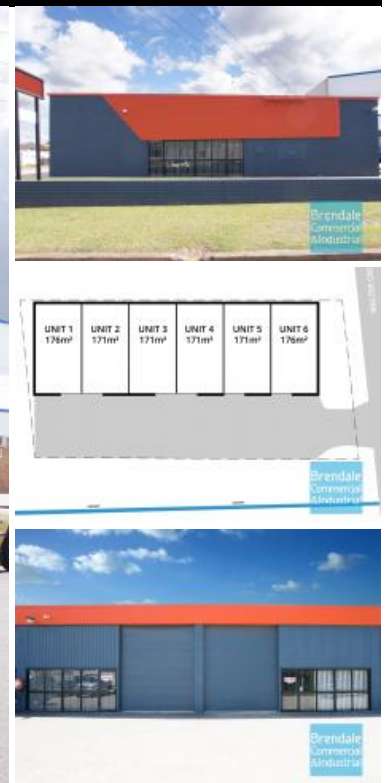 Brendale
Commercial
&Industrial
UNIT 1
176m²
UNIT 2
171m²
UNIT 3
171m²
UNIT 4
171m²
UNIT 5
171m²
UNIT 6
176m²
Brendale
Commercial
&Industrial
Brendale
Commercial
&Industrial